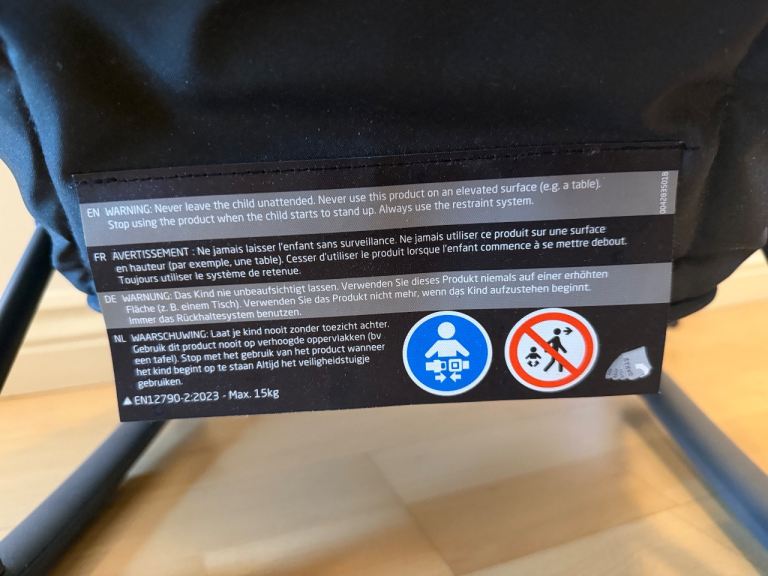 EN WARNING: Never leave the child unattended. Never use this product on an elevated surface (e.g. a table).
Stop using the product when the child starts to stand up. Always use the restraint system.
FR AVERTISSEMENT : Ne jamais laisser l'enfant sans surveillance. Ne jamais utiliser ce produit sur une surface
en hauteur (par exemple, une table). Cesser d'utiliser le produit lorsque l'enfant commence à se mettre debout.
Toujours utiliser le système de retenue.
DE WARNUNG: Das Kind nie unbeaufsichtigt lassen. Verwenden Sie dieses Produkt niemals auf einer erhöhten
Fläche (z. B. einem Tisch). Verwenden Sie das Produkt nicht mehr, wenn das Kind aufzustehen beginnt.
Immer das Rückhaltesystem benutzen.
NL WAARSCHUWING: Laat je kind nooit zonder toezicht achter.
Gebruik dit product nooit op verhoogde oppervlakken (bv
een tafel). Stop met het gebruik van het product wanneer
het kind begint op te staan Altijd het veiligheidstuigje
gebruiken.
EN12790-2:2023 - Max. 15kg